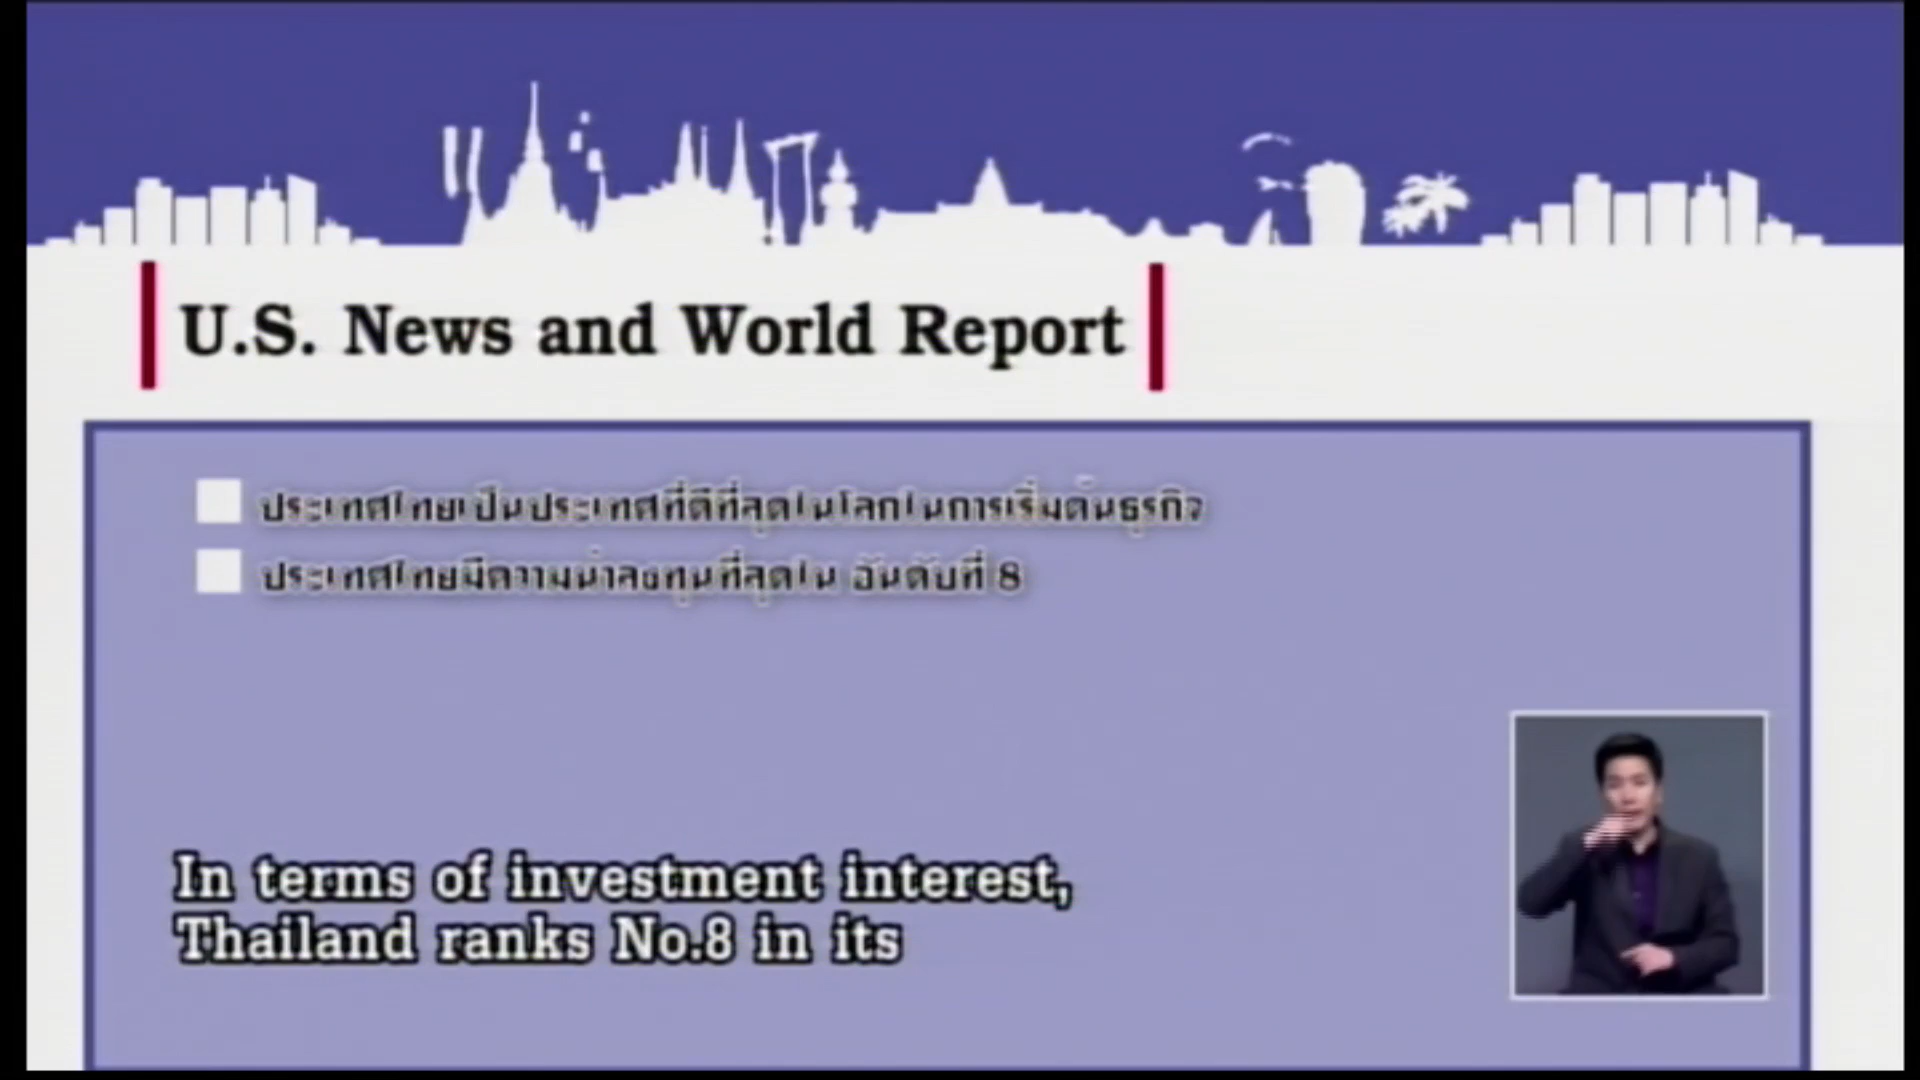 U.S. News and World Report
ประเทศไทยเป็นประเทศที่ดีที่สุดในโลกในการเริ่มต้นธุรกิจ
ประเทศไทยมีความน่าลงทุนที่สุดใน อันดับที่ 8
In terms of investment interest,
Thailand ranks No.8 in its